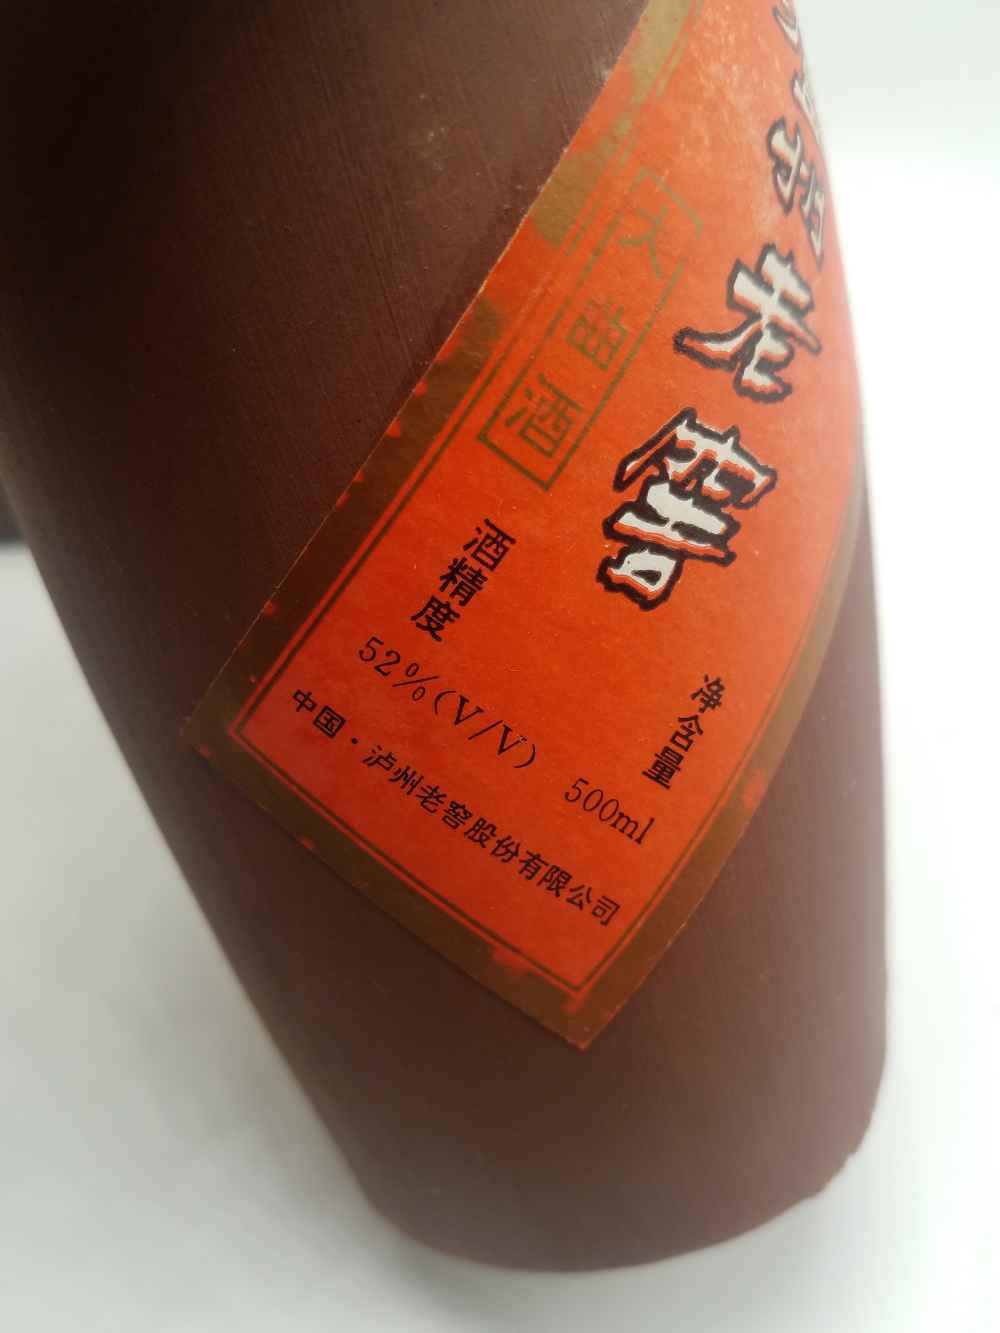 老窖
大曲酒
酒精度
52%(V/V)
净含量
500ml
中国·泸州老窖股份有限公司